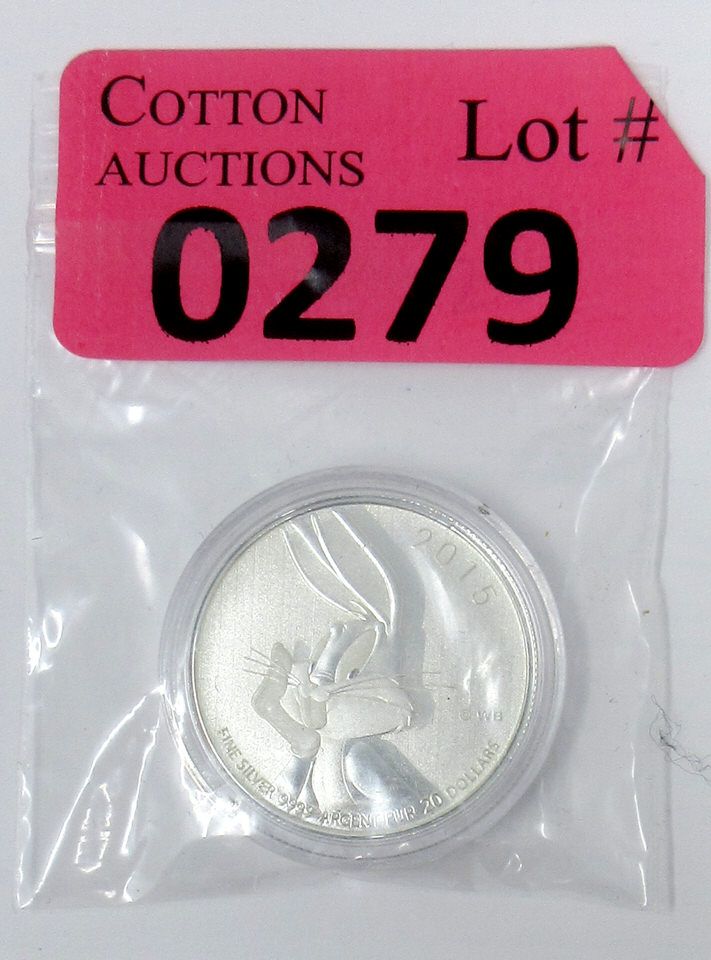 COTTON
AUCTIONS
Lot #
0279
2015
© WB
FINE SILVER 9999 ARGENT PUR 20 DOLLARS